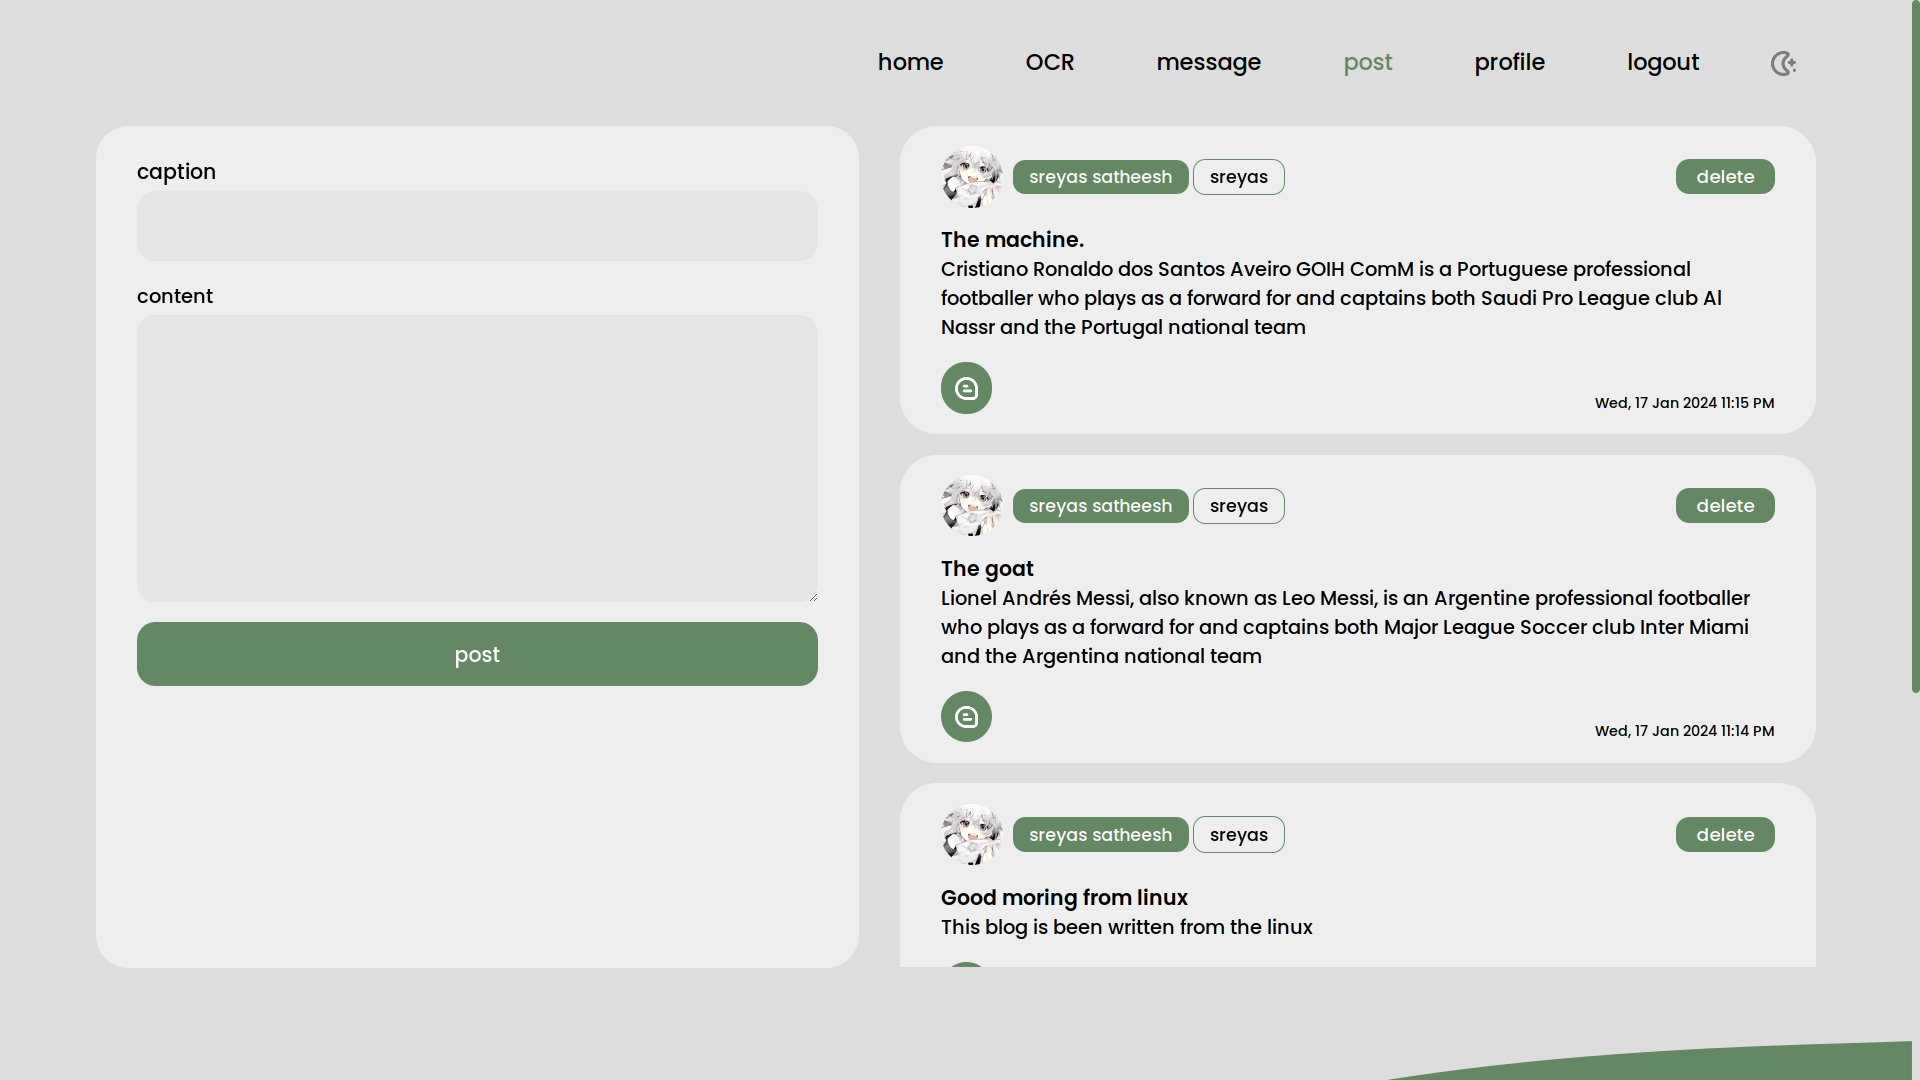 home OCR message post profile logout
caption
content
post
sreyas satheesh sreyas delete
The machine.
Cristiano Ronaldo dos Santos Aveiro GOIH ComM is a Portuguese professional
footballer who plays as a forward for and captains both Saudi Pro League club Al
Nassr and the Portugal national team
Wed, 17 Jan 2024 11:15 PM
sreyas satheesh sreyas delete
The goat
Lionel Andrés Messi, also known as Leo Messi, is an Argentine professional footballer
who plays as a forward for and captains both Major League Soccer club Inter Miami
and the Argentina national team
Wed, 17 Jan 2024 11:14 PM
sreyas satheesh sreyas delete
Good moring from linux
This blog is been written from the linux